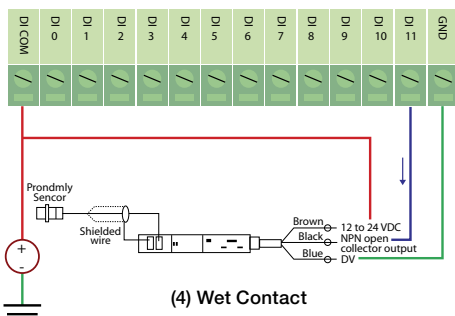 DI COM
DI 0
DI 1
DI 2
DI 3
DI 4
DI 5
DI 6
DI 7
DI 8
DI 9
DI 10
DI 11
GND
Prondmly
Sencor
Shielded
wire
Brown
12 to 24 VDC
Black
NPN open
collector output
Blue
DV
+
-
(4) Wet Contact